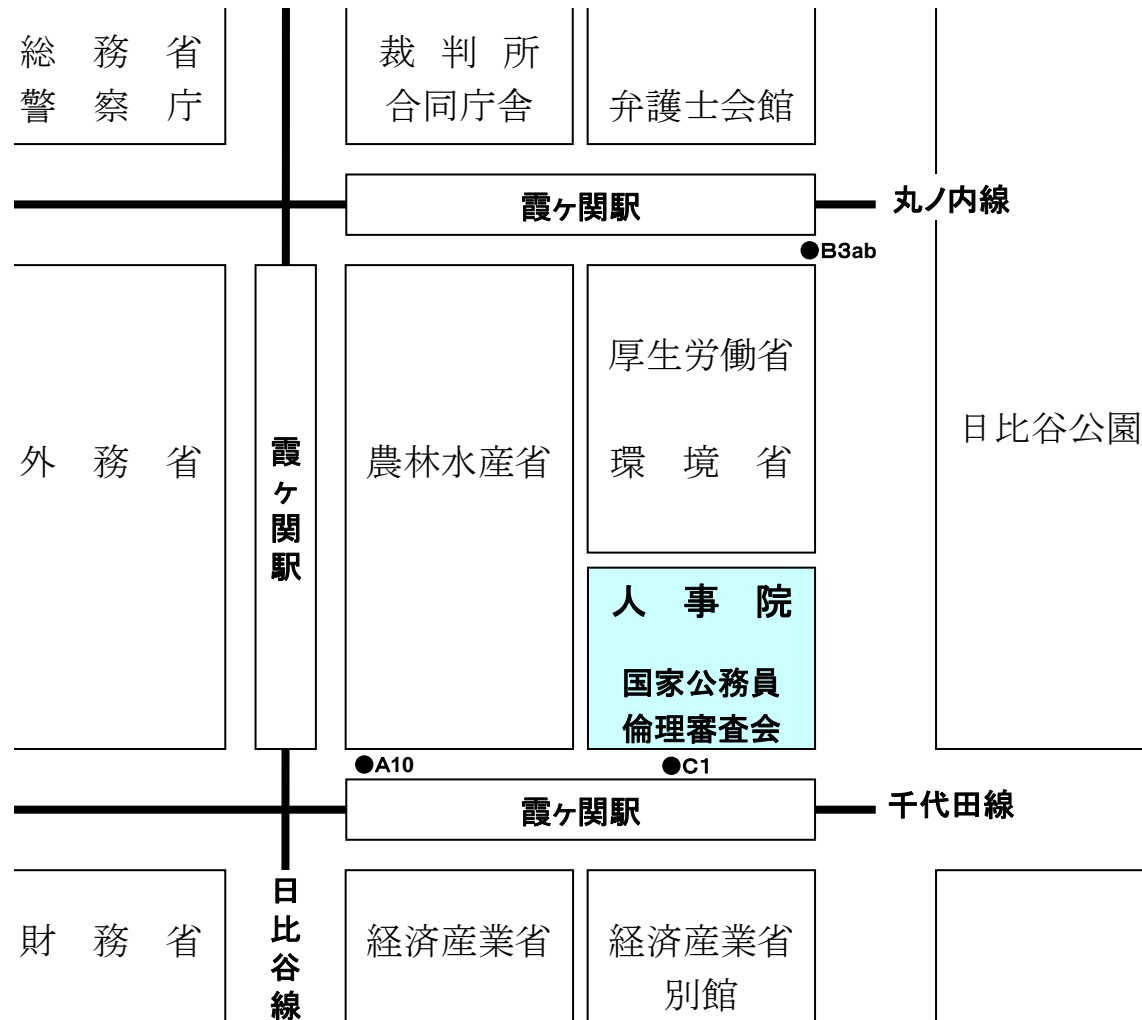 総務省
警察庁
裁判所
合同庁舎
弁護士会館
霞ヶ関駅
丸ノ内線
●B3ab
外務省
霞ヶ関駅
農林水産省
厚生労働省
環境省
日比谷公園
人事院
国家公務員
倫理審査会
●A10
●C1
霞ヶ関駅
千代田線
財務省
日比谷線
経済産業省
経済産業省
別館